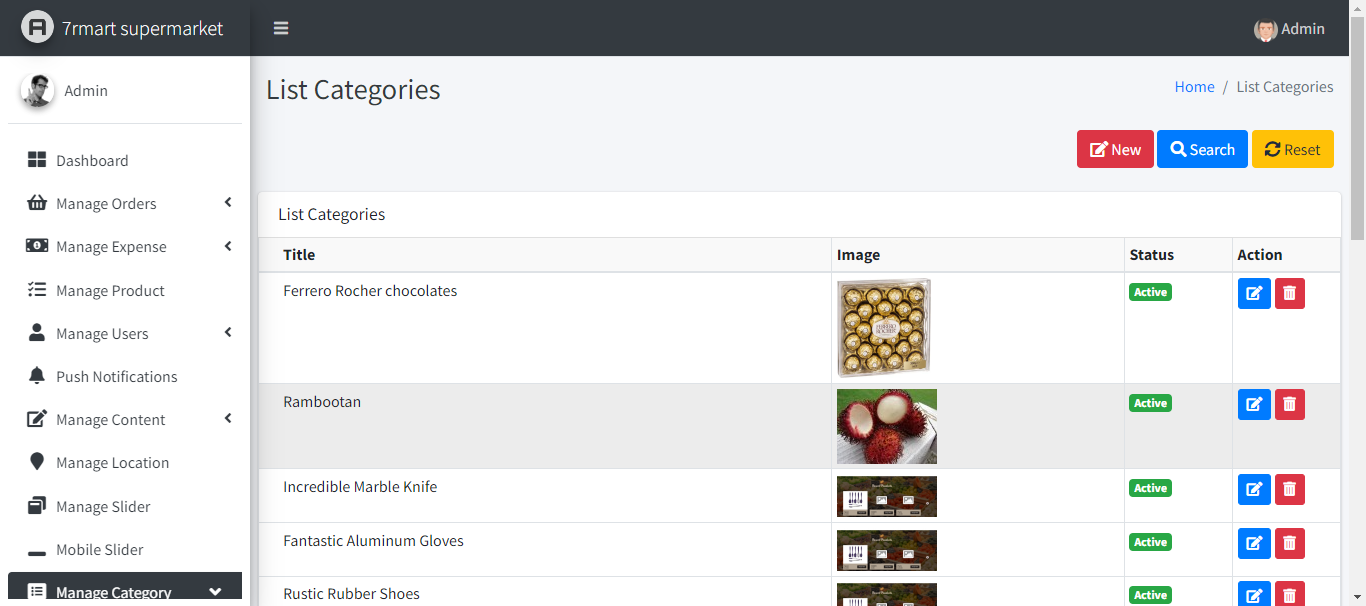 7rmart supermarket
Admin
Admin
List Categories
Home / List Categories
Dashboard
Manage Orders
Manage Expense
Manage Product
Manage Users
Push Notifications
Manage Content
Manage Location
Manage Slider
Mobile Slider
Manage Category
New Search Reset
List Categories
Title Image Status Action
Ferrero Rocher chocolates Active
Rambootan Active
Incredible Marble Knife Active
Fantastic Aluminum Gloves Active
Rustic Rubber Shoes Active